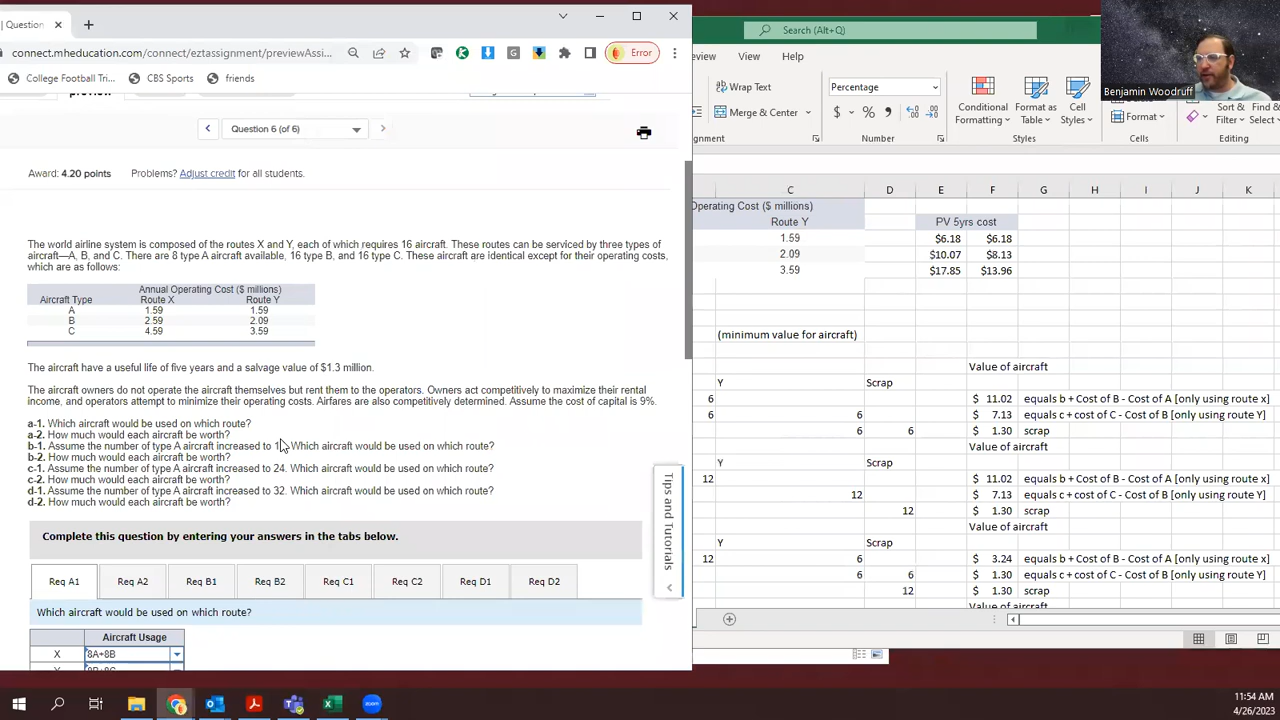 Question
connect.mheducation.com/connect/eztassignment/previewAssi...
Error
College Football Tri...
CBS Sports
friends
Question 6 (of 6)
Award: 4.20 points
Problems? Adjust credit for all students.
The world airline system is composed of the routes X and Y, each of which requires 16 aircraft. These routes can be serviced by three types of
aircraft—A, B, and C. There are 8 type A aircraft available, 16 type B, and 16 type C. These aircraft are identical except for their operating costs,
which are as follows:
Annual Operating Cost ($ millions)
Aircraft Type Route X Route Y
A 1.59 1.59
B 2.59 2.09
C 4.59 3.59
The aircraft have a useful life of five years and a salvage value of $1.3 million.
The aircraft owners do not operate the aircraft themselves but rent them to the operators. Owners act competitively to maximize their rental
income, and operators attempt to minimize their operating costs. Airfares are also competitively determined. Assume the cost of capital is 9%.
a-1. Which aircraft would be used on which route?
a-2. How much would each aircraft be worth?
b-1. Assume the number of type A aircraft increased to 1 Which aircraft would be used on which route?
b-2. How much would each aircraft be worth?
c-1. Assume the number of type A aircraft increased to 24. Which aircraft would be used on which route?
c-2. How much would each aircraft be worth?
d-1. Assume the number of type A aircraft increased to 32. Which aircraft would be used on which route?
d-2. How much would each aircraft be worth?
Complete this question by entering your answers in the tabs below.
Req A1 Req A2 Req B1 Req B2 Req C1 Req C2 Req D1 Req D2
Which aircraft would be used on which route?
Aircraft Usage
X 8A+8B
Tips and Tutorials
Search (Alt+Q)
eview View Help
Wrap Text
Merge & Center
Percentage
$ % 
Conditional Formatting
Format as Table
Cell Styles
Format
Sort & Filter
Find & Select
gnment Number Styles Cells Editing
Benjamin Woodruff
C D E F G H I J K
Operating Cost ($ millions)
Route Y PV 5yrs cost
1.59 $6.18 $6.18
2.09 $10.07 $8.13
3.59 $17.85 $13.96
(minimum value for aircraft)
Value of aircraft
Y Scrap
6 $ 11.02 equals b + Cost of B - Cost of A [only using route x]
6 6 $ 7.13 equals c + cost of C - Cost of B [only using route Y]
6 6 $ 1.30 scrap
Value of aircraft
Y Scrap
12 $ 11.02 equals b + Cost of B - Cost of A [only using route x]
12 $ 7.13 equals c + cost of C - Cost of B [only using route Y]
12 $ 1.30 scrap
Value of aircraft
Y Scrap
12 6 $ 3.24 equals b + Cost of B - Cost of A [only using route x]
6 6 $ 1.30 equals c + cost of C - Cost of B [only using route Y]
12 $ 1.30 scrap
Value of aircraft
11:54 AM
4/26/2023